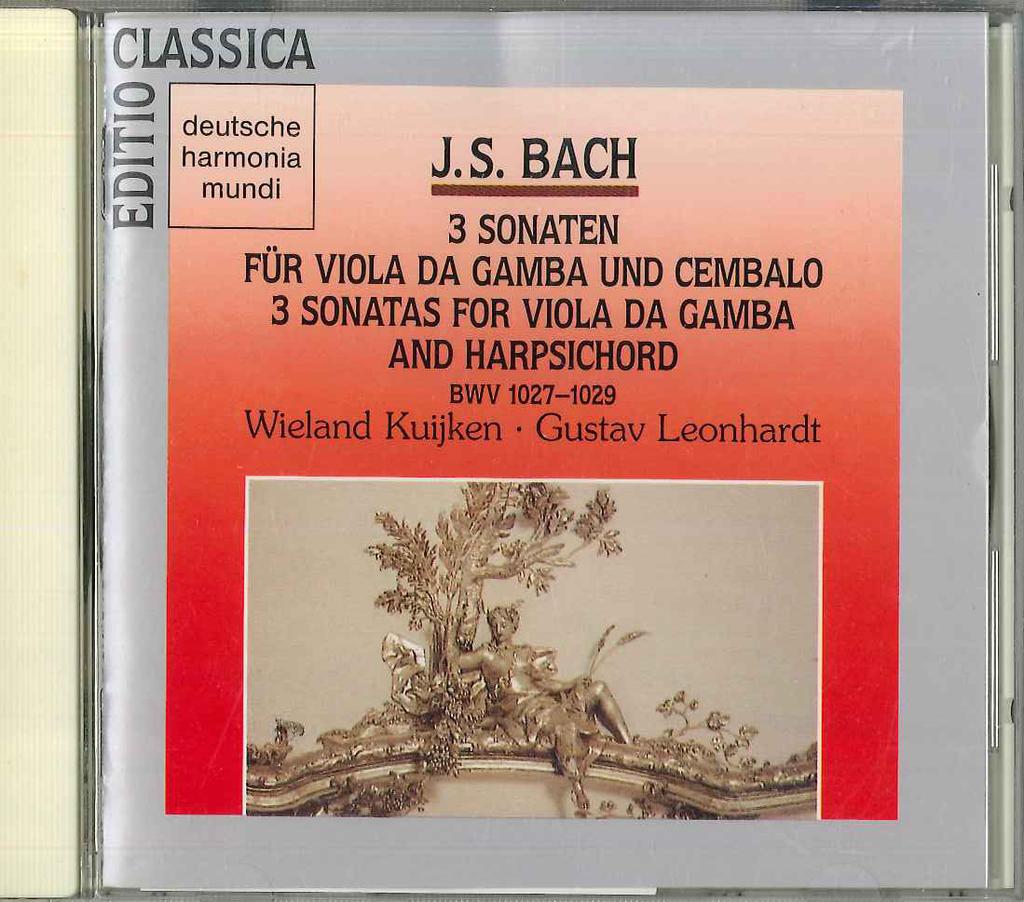 EDITIO CLASSICA
deutsche
harmonia
mundi
J.S. BACH
3 SONATEN
FÜR VIOLA DA GAMBA UND CEMBALO
3 SONATAS FOR VIOLA DA GAMBA
AND HARPSICHORD
BWV 1027–1029
Wieland Kuijken · Gustav Leonhardt